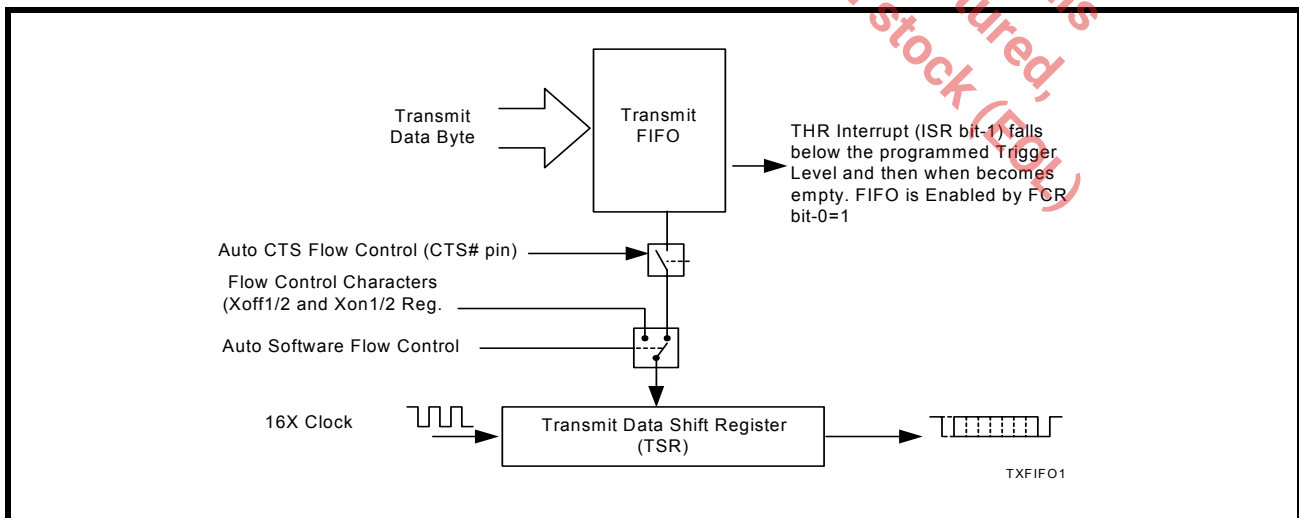 Transmit
Data Byte
Transmit
FIFO
THR Interrupt (ISR bit-1) falls
below the programmed Trigger
Level and then when becomes
empty. FIFO is Enabled by FCR
bit-0=1
Auto CTS Flow Control (CTS# pin)
Flow Control Characters
(Xoff1/2 and Xon1/2 Reg.
Auto Software Flow Control
16X Clock
Transmit Data Shift Register
(TSR)
TXFIFO1
stock (EOL)